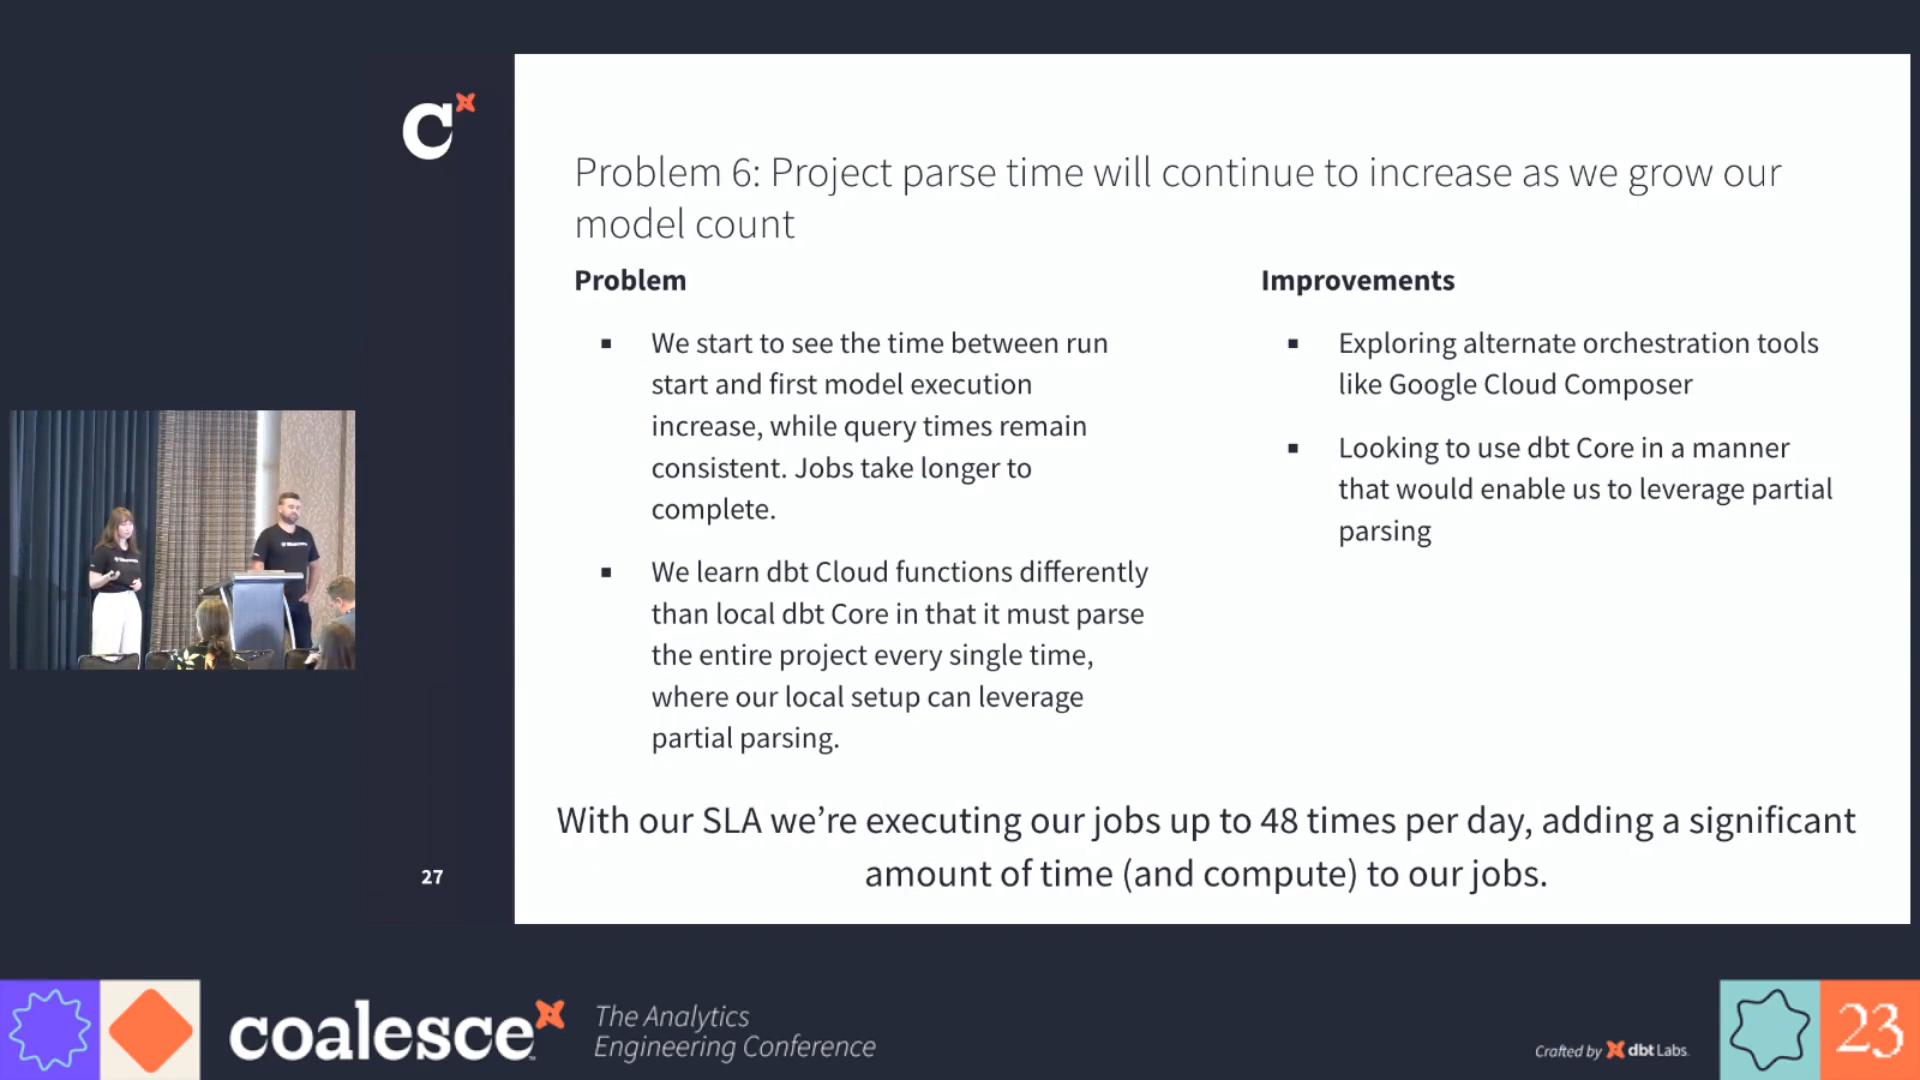 C
Problem 6: Project parse time will continue to increase as we grow our
model count
Problem
▪ We start to see the time between run
start and first model execution
increase, while query times remain
consistent. Jobs take longer to
complete.
▪ We learn dbt Cloud functions differently
than local dbt Core in that it must parse
the entire project every single time,
where our local setup can leverage
partial parsing.
Improvements
▪ Exploring alternate orchestration tools
like Google Cloud Composer
▪ Looking to use dbt Core in a manner
that would enable us to leverage partial
parsing
With our SLA we’re executing our jobs up to 48 times per day, adding a significant
amount of time (and compute) to our jobs.
27
coalesce
The Analytics
Engineering Conference
Crafted by dbt Labs
23